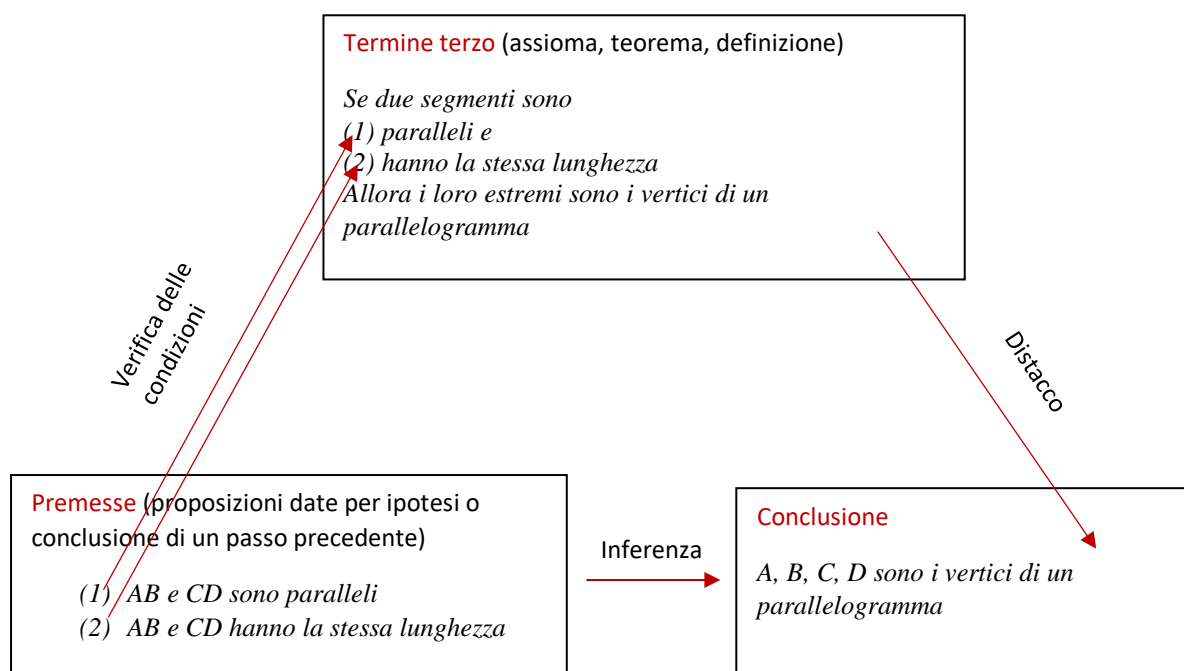 Termine terzo (assioma, teorema, definizione)
Se due segmenti sono
(1) paralleli e
(2) hanno la stessa lunghezza
Allora i loro estremi sono i vertici di un
parallelogramma
Verifica delle
condizioni
Distacco
Premesse (proposizioni date per ipotesi o
conclusione di un passo precedente)
(1) AB e CD sono paralleli
(2) AB e CD hanno la stessa lunghezza
Inferenza
Conclusione
A, B, C, D sono i vertici di un
parallelogramma